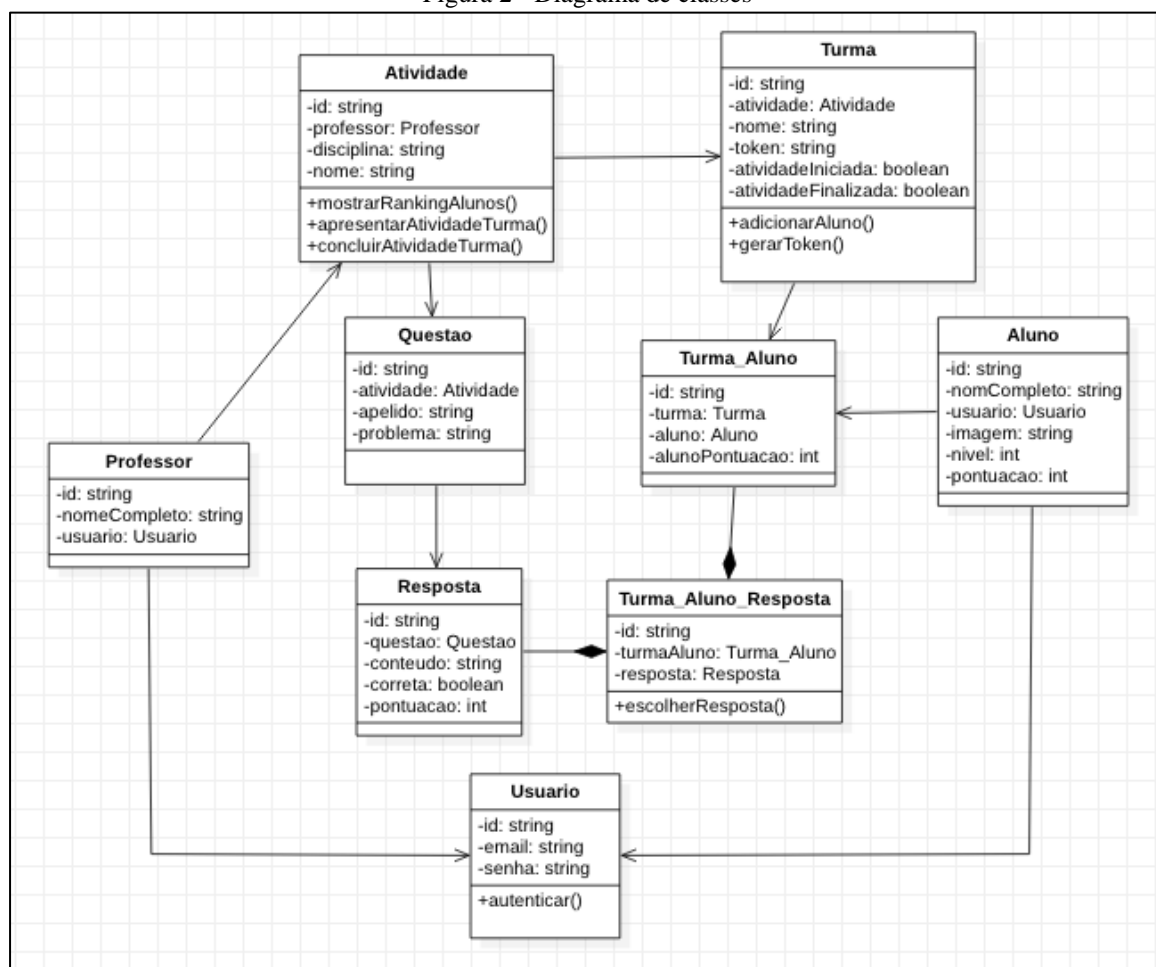 Figura 2 - Diagrama de classes
Atividade
-id: string
-professor: Professor
-disciplina: string
-nome: string
+mostrarRankingAlunos()
+apresentarAtividadeTurma()
+concluirAtividadeTurma()
Turma
-id: string
-atividade: Atividade
-nome: string
-token: string
-atividadeIniciada: boolean
-atividadeFinalizada: boolean
+adicionarAluno()
+gerarToken()
Questao
-id: string
-atividade: Atividade
-apelido: string
-problema: string
Turma_Aluno
-id: string
-turma: Turma
-aluno: Aluno
-alunoPontuacao: int
Aluno
-id: string
-nomCompleto: string
-usuario: Usuario
-imagem: string
-nivel: int
-pontuacao: int
Professor
-id: string
-nomeCompleto: string
-usuario: Usuario
Resposta
-id: string
-questao: Questao
-conteudo: string
-correta: boolean
-pontuacao: int
Turma_Aluno_Resposta
-id: string
-turmaAluno: Turma_Aluno
-resposta: Resposta
+escolherResposta()
Usuario
-id: string
-email: string
-senha: string
+autenticar()